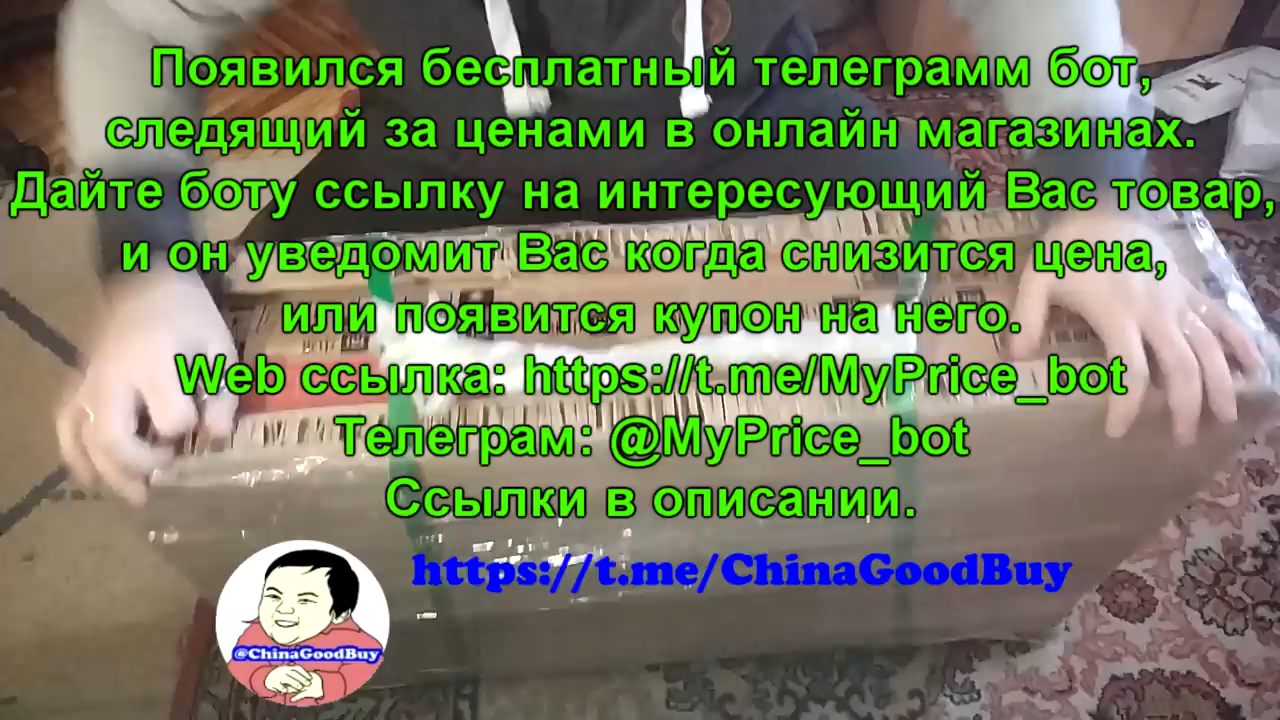 Появился бесплатный телеграмм бот,
следящий за ценами в онлайн магазинах.
Дайте боту ссылку на интересующий Вас товар,
и он уведомит Вас когда снизится цена,
или появится купон на него.
Web ссылка: https://t.me/MyPrice_bot
Телеграм: @MyPrice_bot
Ссылки в описании.
https://t.me/ChinaGoodBuy
@ChinaGoodBuy